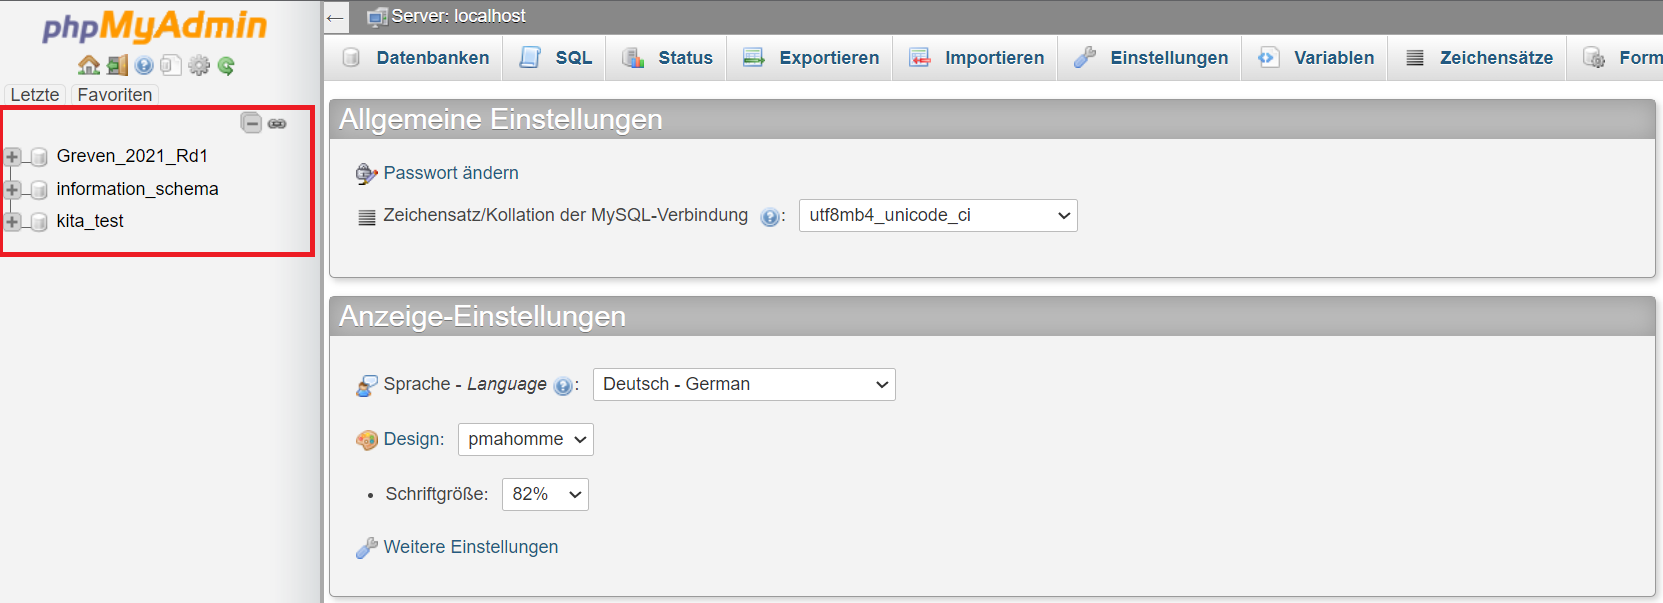 phpMyAdmin
Letzte Favoriten
Greven_2021_Rd1
information_schema
kita_test
Server: localhost
Datenbanken SQL Status Exportieren Importieren Einstellungen Variablen Zeichensätze Form
Allgemeine Einstellungen
Passwort ändern
Zeichensatz/Kollation der MySQL-Verbindung : utf8mb4_unicode_ci
Anzeige-Einstellungen
Sprache - Language : Deutsch - German
Design: pmahomme
• Schriftgröße: 82%
Weitere Einstellungen